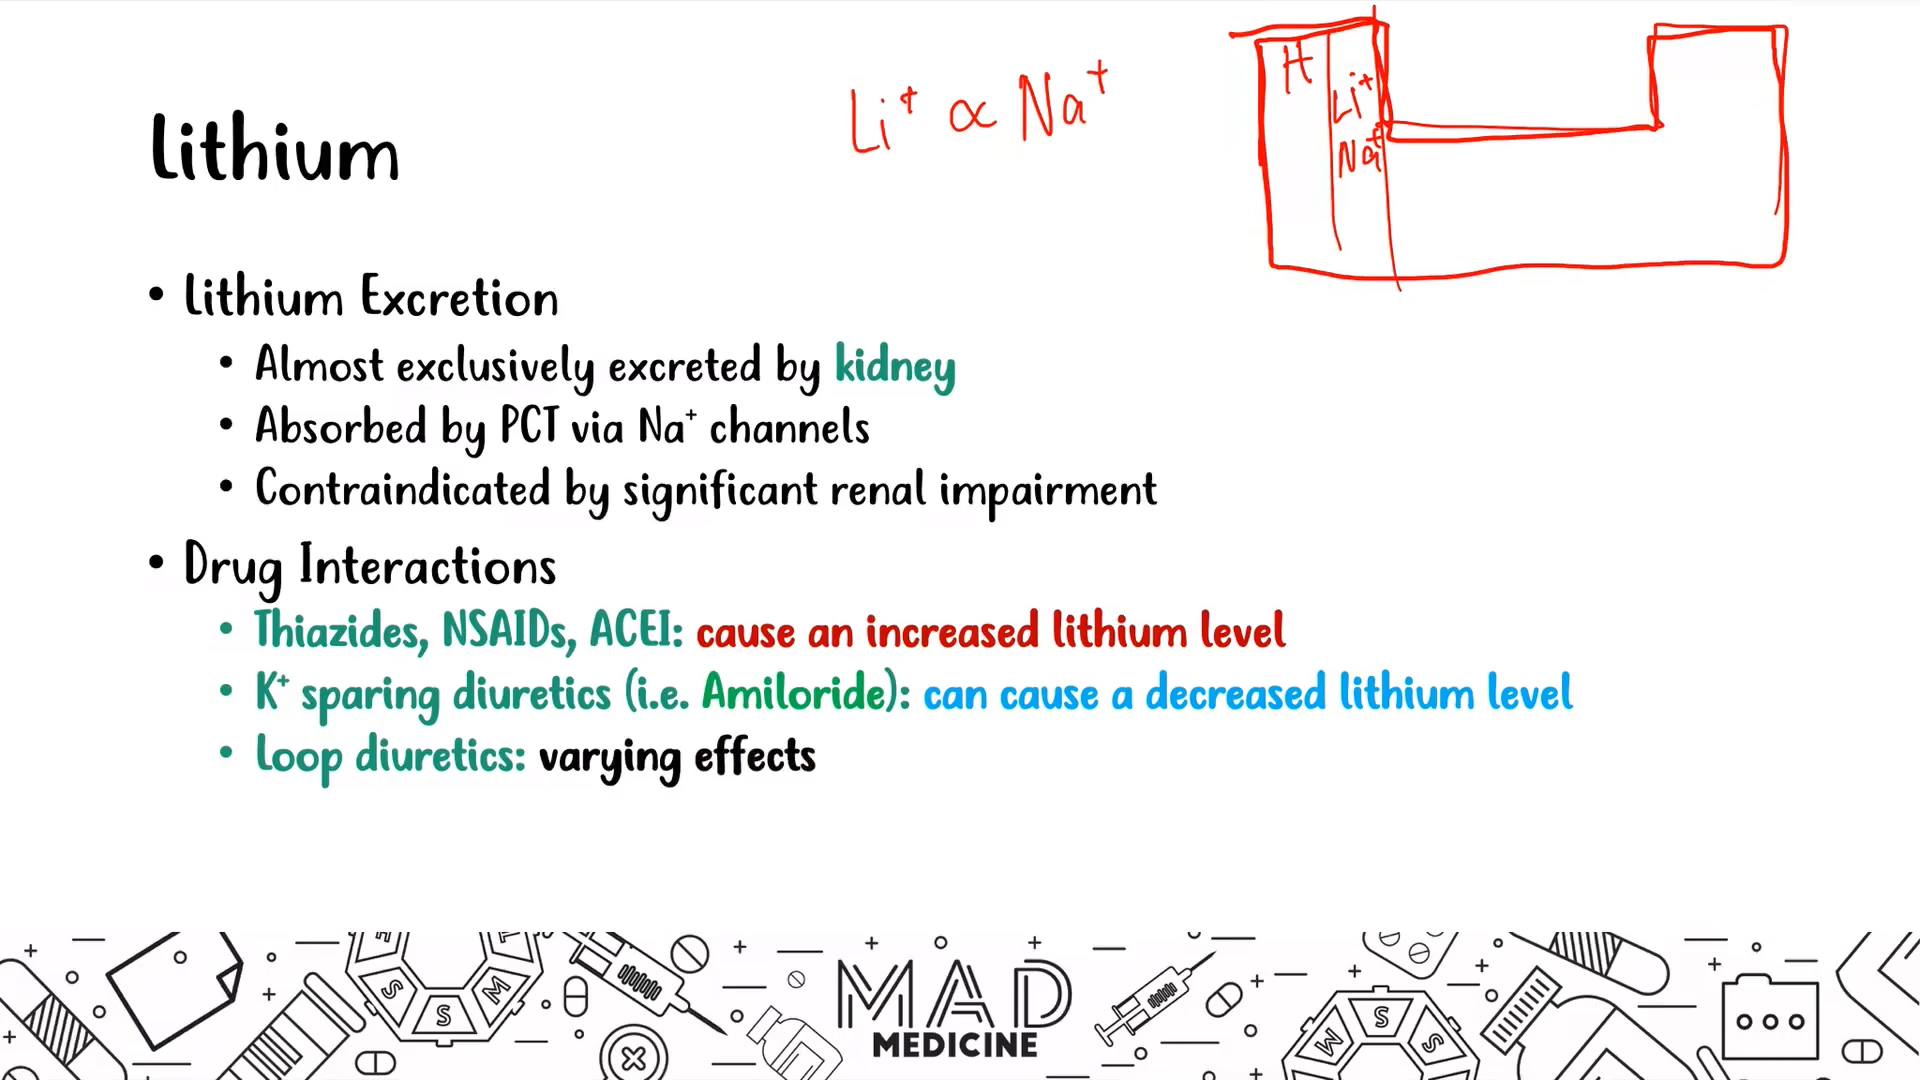 Li⁺ ∝ Na⁺
H
Li⁺
Na⁺
Lithium
• Lithium Excretion
• Almost exclusively excreted by kidney
• Absorbed by PCT via Na⁺ channels
• Contraindicated by significant renal impairment
• Drug Interactions
• Thiazides, NSAIDs, ACEI: cause an increased lithium level
• K⁺ sparing diuretics (i.e. Amiloride): can cause a decreased lithium level
• Loop diuretics: varying effects
S
S
M
MAD
MEDICINE
M
S
S